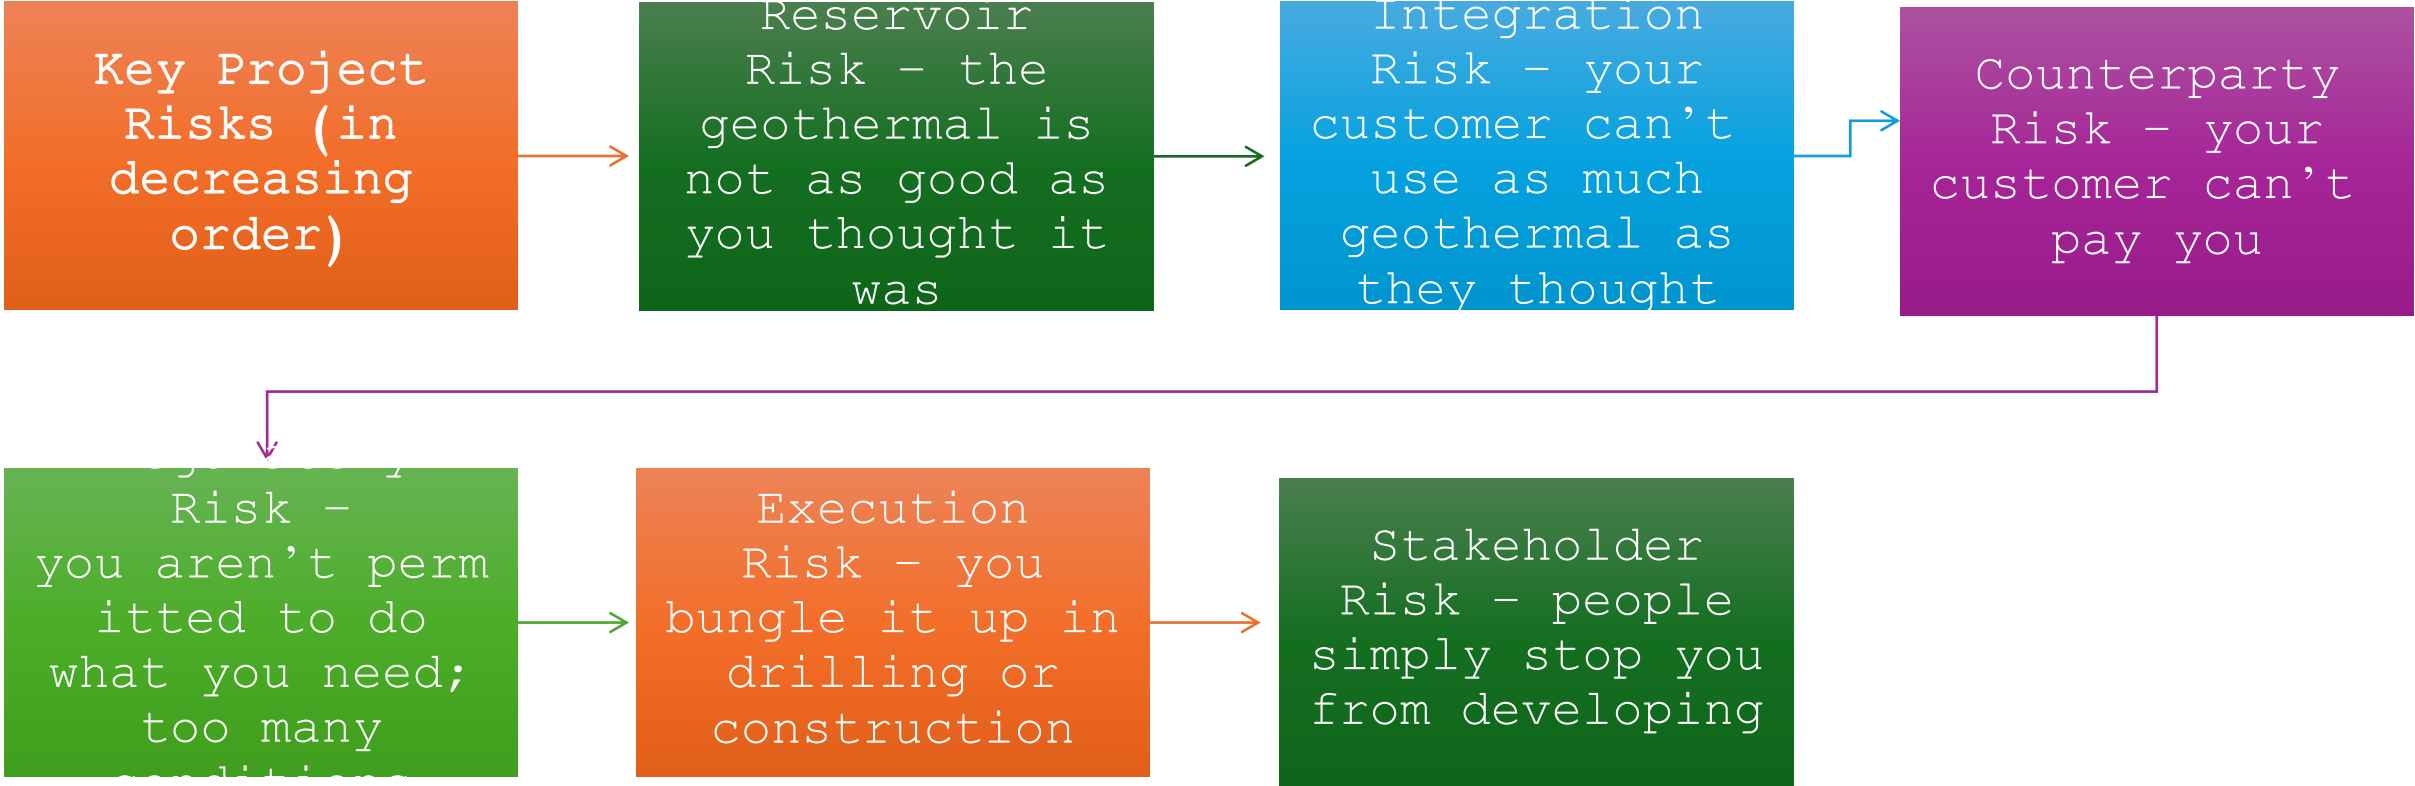 Key Project
Risks (in
decreasing
order)
Reservoir
Risk – the
geothermal is
not as good as
you thought it
was
Integration
Risk – your
customer can’t
use as much
geothermal as
they thought
Counterparty
Risk – your
customer can’t
pay you
Risk –
you aren’t perm
itted to do
what you need;
too many
conditions
Execution
Risk – you
bungle it up in
drilling or
construction
Stakeholder
Risk – people
simply stop you
from developing